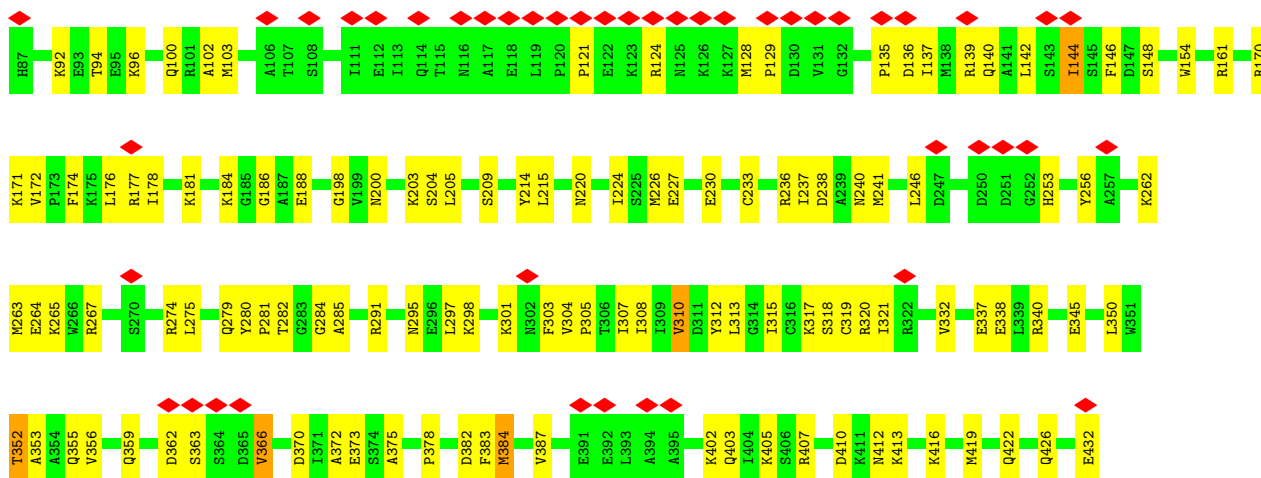 H87 K92 E93 T94 E95 K96 Q100 R101 A102 M103 A106 T107 S108 I111 E112 I113 Q114 T115 N116 A117 E118 L119 P120 P121 E122 K123 R124 N125 K126 K127 M128 P129 D130 V131 G132 P135 D136 I137 M138 R139 Q140 A141 L142 S143 I144 S145 F146 D147 S148 W154 R161 R170
K171 V172 P173 F174 K175 L176 R177 I178 K181 K184 G185 G186 A187 E188 G198 V199 N200 K203 S204 L205 S209 Y214 L215 N220 I224 S225 M226 E227 E230 C233 R236 I237 D238 A239 N240 M241 L246 D247 D250 D251 G252 H253 Y256 A257 K262
M263 E264 K265 W266 R267 S270 R274 L275 Q279 Y280 P281 T282 G283 G284 A285 R291 N295 E296 L297 K298 K301 N302 F303 V304 P305 T306 I307 I308 I309 V310 D311 Y312 L313 G314 I315 C316 K317 S318 C319 R320 I321 R322 V332 E337 E338 L339 R340 E345 L350 W351
T352 A353 A354 Q355 V356 Q359 D362 S363 S364 D365 V366 D370 I371 A372 E373 S374 A375 P378 D382 F383 M384 V387 E391 E392 L393 A394 A395 K402 Q403 I404 K405 S406 R407 D410 K411 N412 K413 K416 M419 Q422 Q426 E432